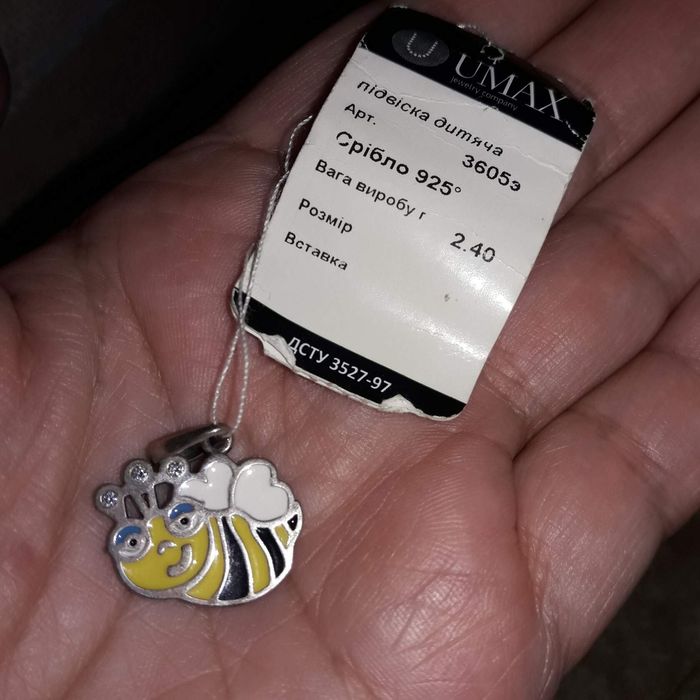 UMAX
jewelry company
підвіска дитяча
Арт. 3605э
Срібло 925°
Вага виробу г 2.40
Розмір
Вставка
ДСТУ 3527-97